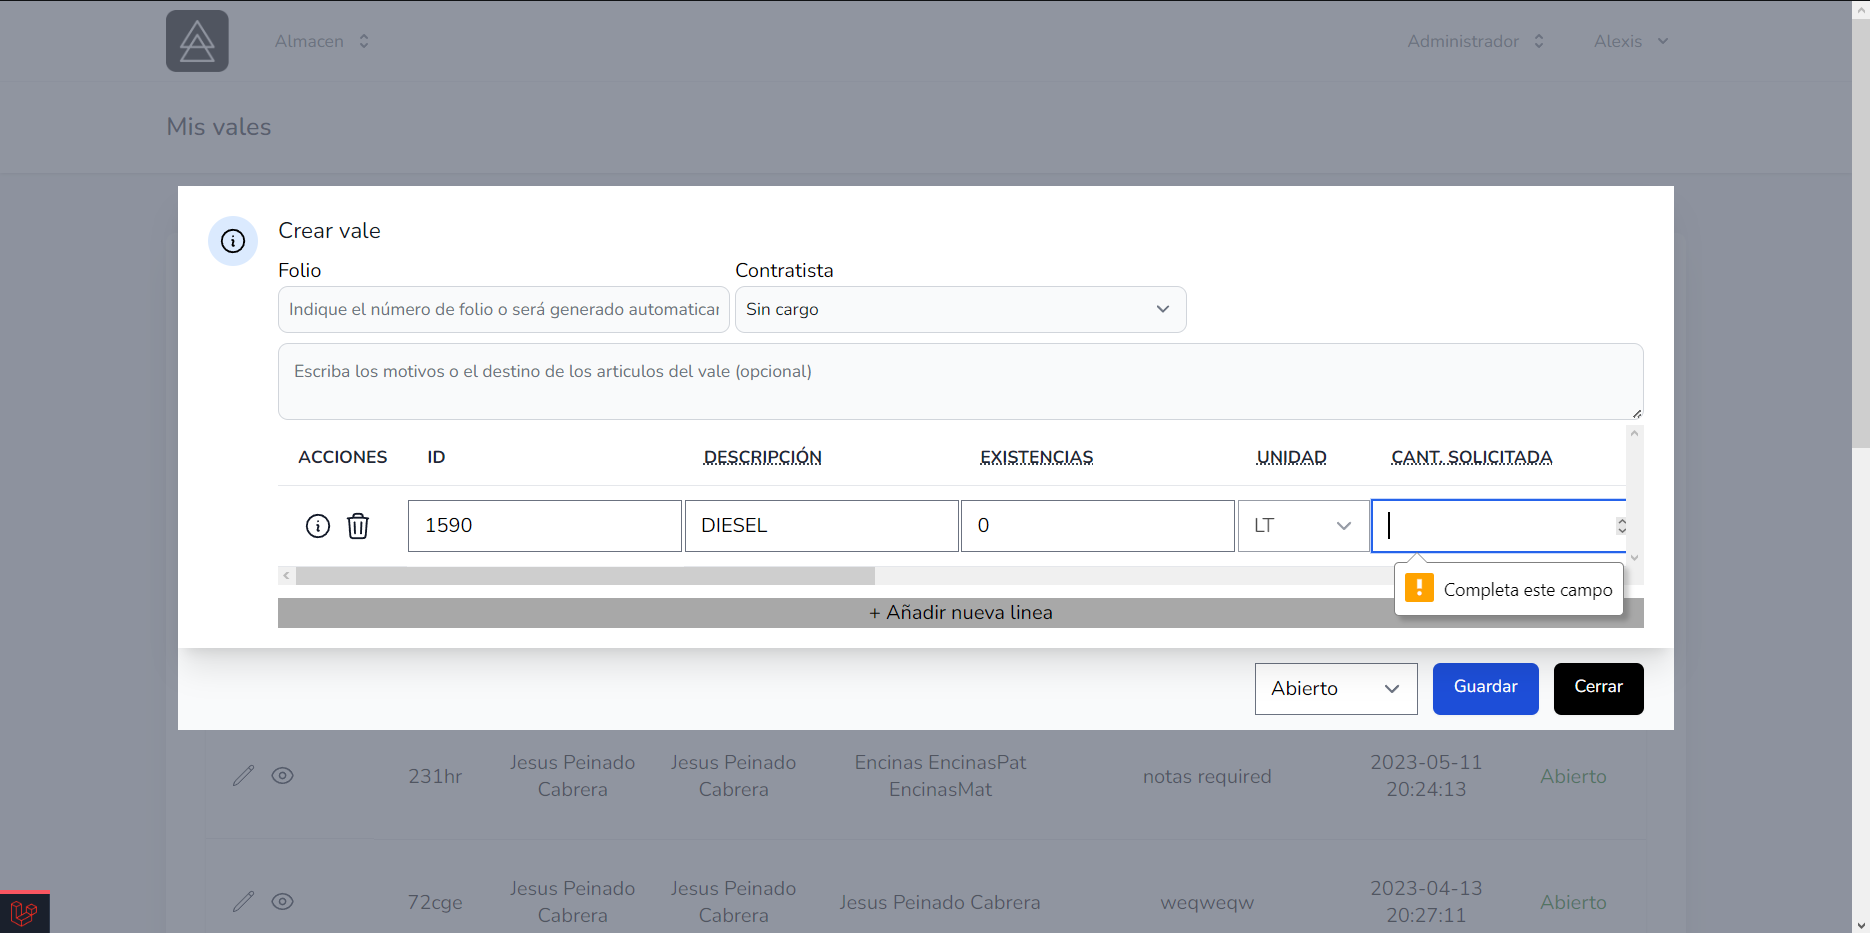 Almacen
Administrador
Alexis
Mis vales
Crear vale
Folio
Contratista
Indique el número de folio o será generado automaticar
Sin cargo
Escriba los motivos o el destino de los articulos del vale (opcional)
ACCIONES ID DESCRIPCIÓN EXISTENCIAS UNIDAD CANT. SOLICITADA
1590 DIESEL 0 LT
Completa este campo
+ Añadir nueva linea
Abierto
Guardar
Cerrar
231hr
Jesus Peinado
Cabrera
Jesus Peinado
Cabrera
Encinas EncinasPat
EncinasMat
notas required
2023-05-11
20:24:13
Abierto
72cge
Jesus Peinado
Cabrera
Jesus Peinado
Cabrera
Jesus Peinado Cabrera
weqweqw
2023-04-13
20:27:11
Abierto